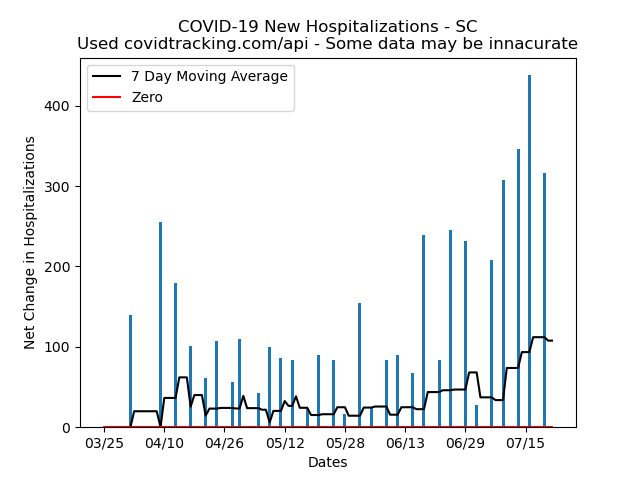 COVID-19 New Hospitalizations - SC
Used covidtracking.com/api - Some data may be innacurate
7 Day Moving Average
Zero
Net Change in Hospitalizations
400
300
200
100
0
03/25 04/10 04/26 05/12 05/28 06/13 06/29 07/15
Dates